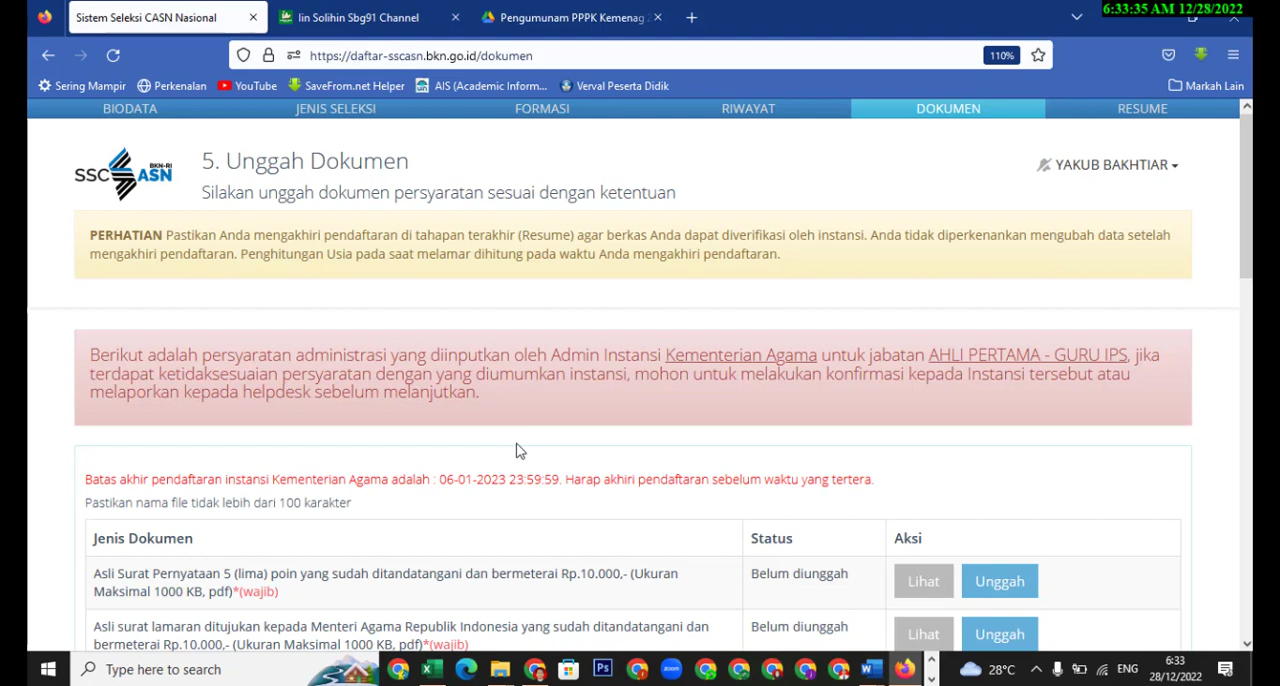 6:33:35 AM 12/28/2022
Sistem Seleksi CASN Nasional
Iin Solihin Sbg91 Channel
Pengumunam PPPK Kemenag
https://daftar-sscasn.bkn.go.id/dokumen
110%
Sering Mampir
Perkenalan
YouTube
SaveFrom.net Helper
AIS (Academic Inform...
Verval Peserta Didik
Markah Lain
BIODATA
JENIS SELEKSI
FORMASI
RIWAYAT
DOKUMEN
RESUME
SSC ASN BKN-RI
5. Unggah Dokumen
YAKUB BAKHTIAR
Silakan unggah dokumen persyaratan sesuai dengan ketentuan
PERHATIAN Pastikan Anda mengakhiri pendaftaran di tahapan terakhir (Resume) agar berkas Anda dapat diverifikasi oleh instansi. Anda tidak diperkenankan mengubah data setelah
mengakhiri pendaftaran. Penghitungan Usia pada saat melamar dihitung pada waktu Anda mengakhiri pendaftaran.
Berikut adalah persyaratan administrasi yang diinputkan oleh Admin Instansi Kementerian Agama untuk jabatan AHLI PERTAMA - GURU IPS, jika
terdapat ketidaksesuaian persyaratan dengan yang diumumkan instansi, mohon untuk melakukan konfirmasi kepada Instansi tersebut atau
melaporkan kepada helpdesk sebelum melanjutkan.
Batas akhir pendaftaran instansi Kementerian Agama adalah : 06-01-2023 23:59:59. Harap akhiri pendaftaran sebelum waktu yang tertera.
Pastikan nama file tidak lebih dari 100 karakter
Jenis Dokumen
Status
Aksi
Asli Surat Pernyataan 5 (lima) poin yang sudah ditandatangani dan bermeterai Rp.10.000,- (Ukuran
Maksimal 1000 KB, pdf)*(wajib)
Belum diunggah
Lihat
Unggah
Asli surat lamaran ditujukan kepada Menteri Agama Republik Indonesia yang sudah ditandatangani dan
bermeterai Rp.10.000,- (Ukuran Maksimal 1000 KB, pdf)*(wajib)
Belum diunggah
Lihat
Unggah
Type here to search
Ps
zoom
28°C
ENG
6:33
28/12/2022